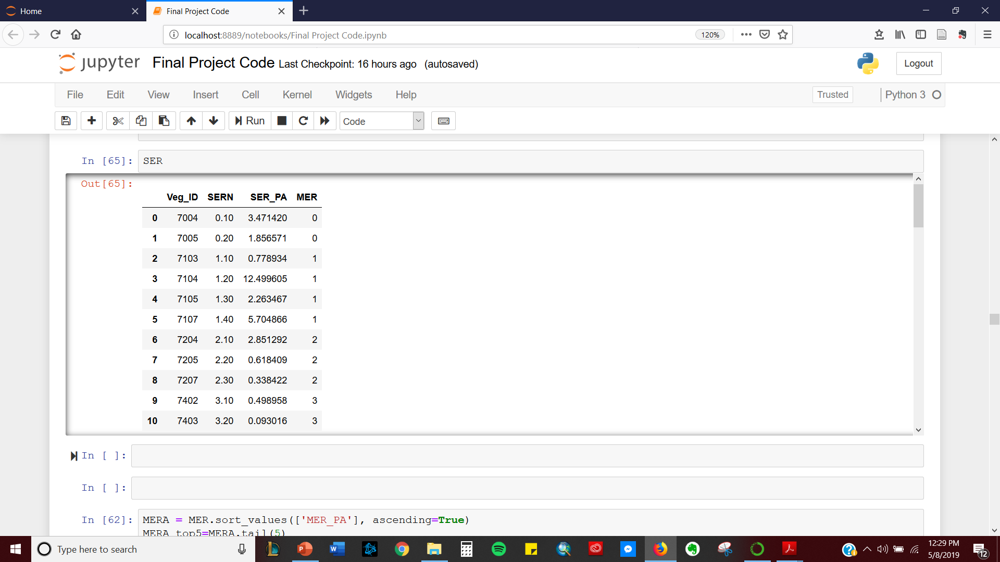 Home
Final Project Code
localhost:8889/notebooks/Final Project Code.ipynb
120%
jupyter Final Project Code Last Checkpoint: 16 hours ago (autosaved)
Logout
File Edit View Insert Cell Kernel Widgets Help
Trusted
Python 3
Run
Code
In [65]: SER
Out[65]:
Veg_ID SERN SER_PA MER
0 7004 0.10 3.471420 0
1 7005 0.20 1.856571 0
2 7103 1.10 0.778934 1
3 7104 1.20 12.499605 1
4 7105 1.30 2.263467 1
5 7107 1.40 5.704866 1
6 7204 2.10 2.851292 2
7 7205 2.20 0.618409 2
8 7207 2.30 0.338422 2
9 7402 3.10 0.498958 3
10 7403 3.20 0.093016 3
In [ ]:
In [ ]:
In [62]: MERA = MER.sort_values(['MER_PA'], ascending=True)
MERA top5=MERA.tail(5)
Type here to search
12:29 PM
5/8/2019
12